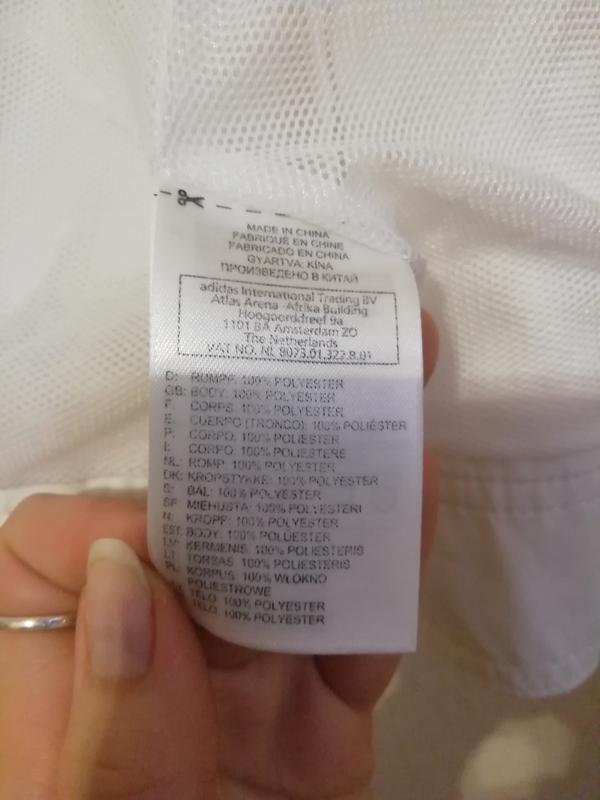 MADE IN CHINA
FABRIQUE EN CHINE
FABRICADO EN CHINA
GYARTVA: KINA
ПРОИЗВЕДЕНО В КИТАЙ
adidas International Trading BV
Atlas Arena Afrika Building
Hoogoorddreef 9a
1101 BA Amsterdam ZO
The Netherlands
VAT NO. NL 8073.01.322.B.01
D: RUMPF: 100% POLYESTER
GB: BODY: 100% POLYESTER
F: CORPS: 100% POLYESTER
E: CUERPO (TRONCO): 100% POLIÉSTER
P: CORPO: 100% POLIÉSTER
I: CORPO: 100% POLIESTERE
NL: ROMP: 100% POLYESTER
DK: KROPSTYKKE: 100% POLYESTER
S: BÅL: 100% POLYESTER
SF: MIEHUSTA: 100% POLYESTERI
N: KROPP: 100% POLYESTER
EST: BODY: 100% POLÜESTER
LV: ĶERMENIS: 100% POLIESTERIS
LT: TORSAS: 100% POLIESTERIS
PL: KORPUS: 100% WŁÓKNO
POLIESTROWE
TELO: 100% POLYESTER
TELO: 100% POLYESTER